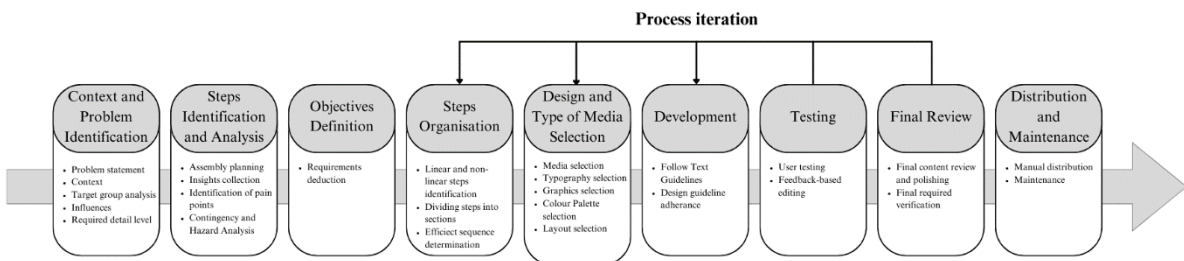 Process iteration
Context and
Problem
Identification
• Problem statement
• Context
• Target group analysis
• Influences
• Required detail level
Steps
Identification
and Analysis
• Assembly planning
• Insights collection
• Identification of pain
points
• Contingency and
Hazard Analysis
Objectives
Definition
• Requirements
deduction
Steps
Organisation
• Linear and non-
linear steps
identification
• Dividing steps into
sections
• Efficiect sequence
determination
Design and
Type of Media
Selection
• Media selection
• Typography selection
• Graphics selection
• Colour Palette
selection
• Layout selection
Development
• Follow Text
Guidelines
• Design guideline
adherance
Testing
• User testing
• Feedback-based
editing
Final Review
• Final content review
and polishing
• Final required
verification
Distribution
and
Maintenance
• Manual distribution
• Maintenance